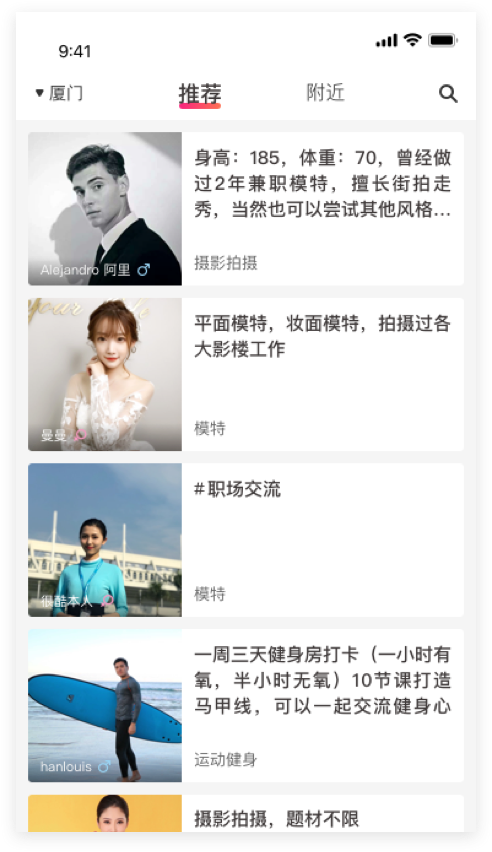 9:41
厦门
推荐
附近
身高：185，体重：70，曾经做
过2年兼职模特，擅长街拍走
秀，当然也可以尝试其他风格...
Alejandro 阿里
摄影拍摄
平面模特，妆面模特，拍摄过各
大影楼工作
曼曼
模特
#职场交流
很酷本人
模特
一周三天健身房打卡（一小时有
氧，半小时无氧）10节课打造
马甲线，可以一起交流健身心
hanlouis
运动健身
摄影拍摄，题材不限